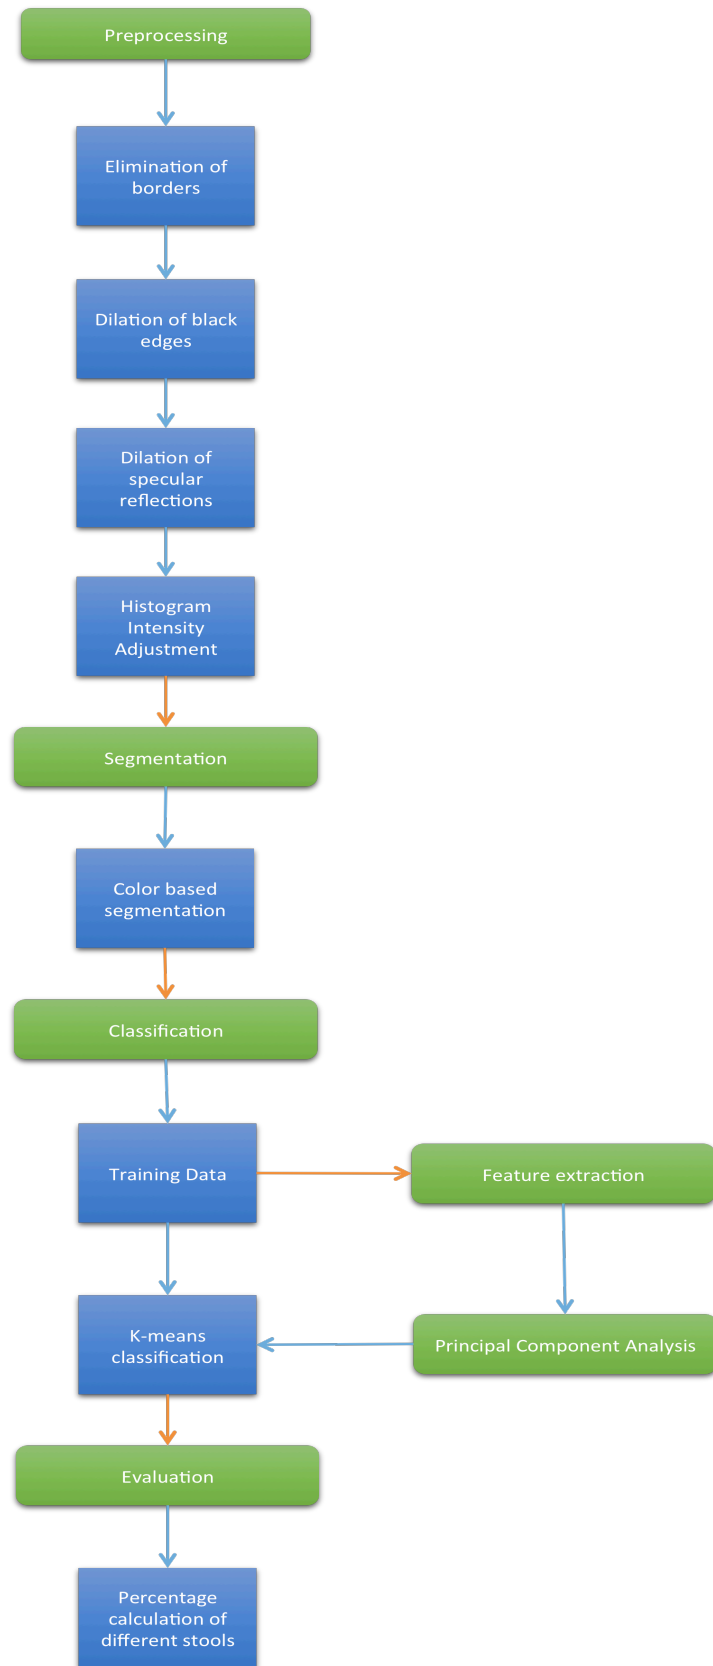 Preprocessing
Elimination of
borders
Dilation of black
edges
Dilation of
specular
reflections
Histogram
Intensity
Adjustment
Segmentation
Color based
segmentation
Classification
Training Data
Feature extraction
K-means
classification
Principal Component Analysis
Evaluation
Percentage
calculation of
different stools